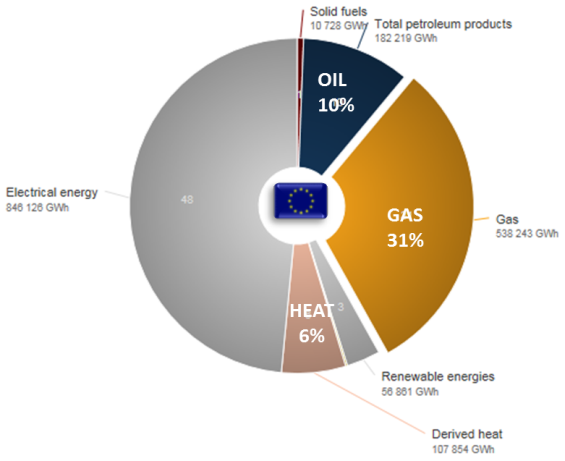 Solid fuels
10 728 GWh
Total petroleum products
182 219 GWh
OIL
10%
1
Electrical energy
846 126 GWh
48
GAS
31%
Gas
538 243 GWh
HEAT
6%
3
Renewable energies
56 861 GWh
Derived heat
107 854 GWh